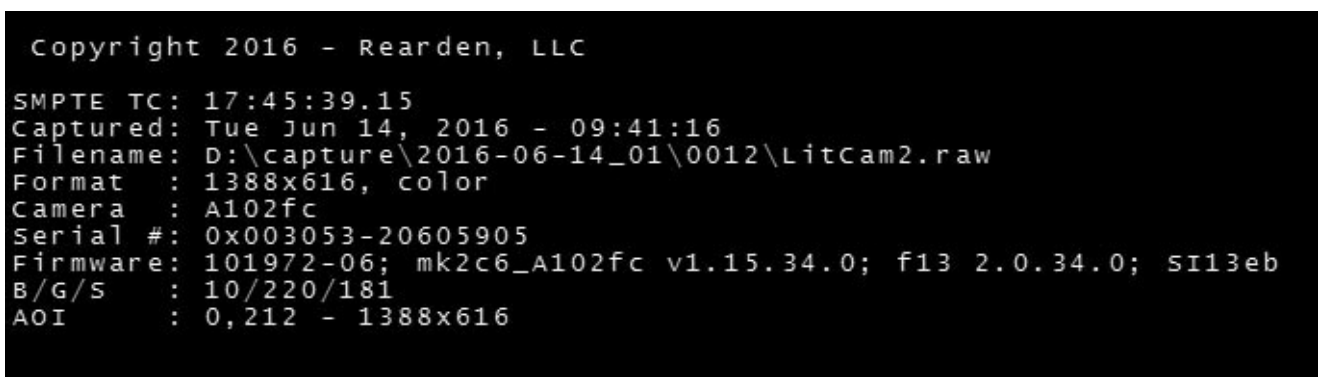 Copyright 2016 - Rearden, LLC
SMPTE TC: 17:45:39.15
Captured: Tue Jun 14, 2016 - 09:41:16
Filename: D:\capture\2016-06-14_01\0012\LitCam2.raw
Format  : 1388x616, color
Camera  : A102fc
Serial #: 0x003053-20605905
Firmware: 101972-06; mk2c6_A102fc v1.15.34.0; f13 2.0.34.0; SI13eb
B/G/S   : 10/220/181
AOI     : 0,212 - 1388x616